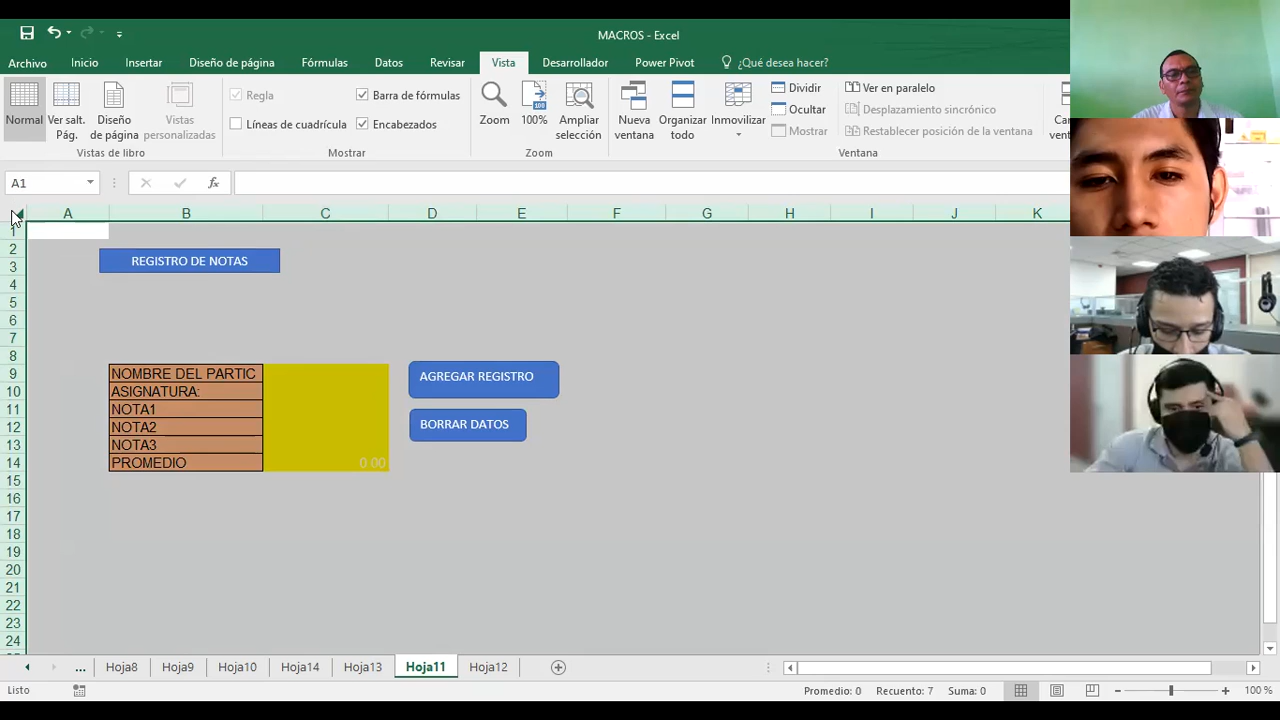 MACROS - Excel
Archivo Inicio Insertar Diseño de página Fórmulas Datos Revisar Vista Desarrollador Power Pivot ¿Qué desea hacer?
Normal Ver salt. Pág. Diseño de página Vistas personalizadas
Vistas de libro
Regla Barra de fórmulas
Líneas de cuadrícula Encabezados
Mostrar
Zoom 100% Ampliar selección
Zoom
Nueva ventana Organizar todo Inmovilizar
Dividir Ver en paralelo
Ocultar Desplazamiento sincrónico
Mostrar Restablecer posición de la ventana
Ventana
A1 fx
A B C D E F G H I J K
1
2
REGISTRO DE NOTAS
3
4
5
6
7
8
9 NOMBRE DEL PARTIC AGREGAR REGISTRO
10 ASIGNATURA:
11 NOTA1
12 NOTA2 BORRAR DATOS
13 NOTA3
14 PROMEDIO 0.00
15
16
17
18
19
20
21
22
23
24
... Hoja8 Hoja9 Hoja10 Hoja14 Hoja13 Hoja11 Hoja12
Listo Promedio: 0 Recuento: 7 Suma: 0 100 %